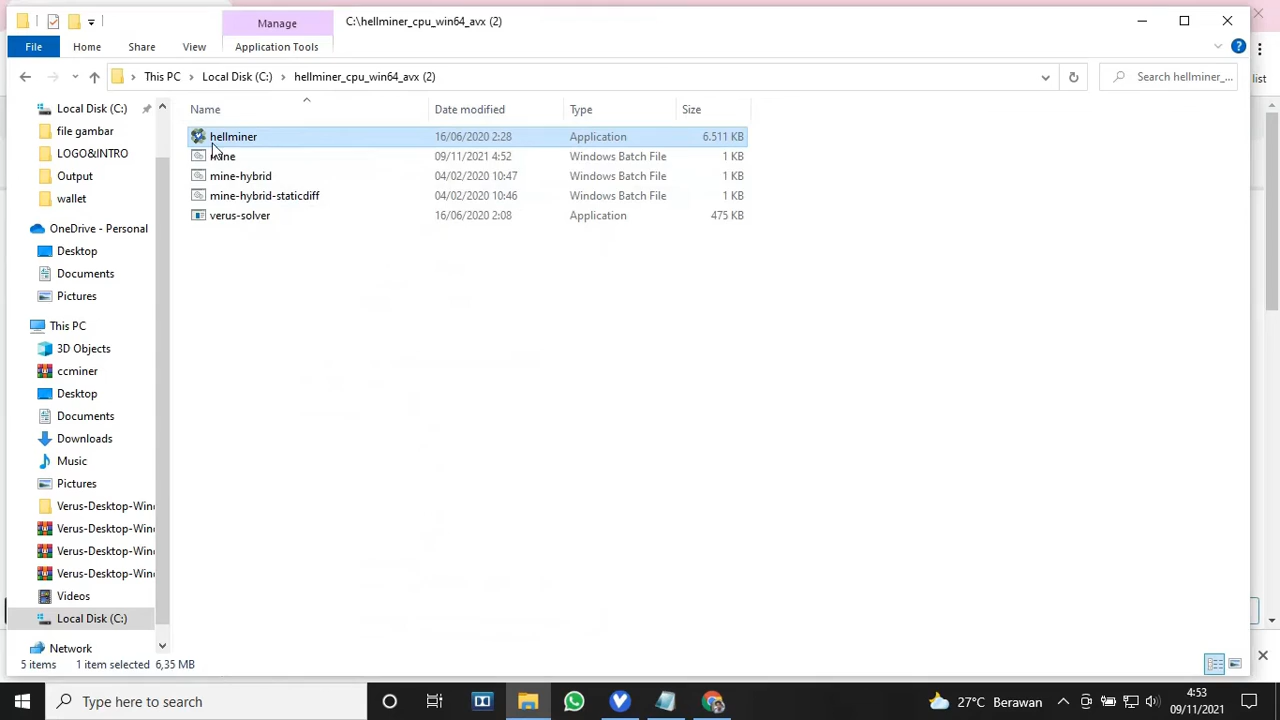 Manage
C:\hellminer_cpu_win64_avx (2)
File
Home
Share
View
Application Tools
This PC
Local Disk (C:)
hellminer_cpu_win64_avx (2)
Search hellminer_...
list
Name
Date modified
Type
Size
Local Disk (C:)
file gambar
LOGO&INTRO
Output
wallet
OneDrive - Personal
Desktop
Documents
Pictures
This PC
3D Objects
ccminer
Desktop
Documents
Downloads
Music
Pictures
Verus-Desktop-Win
Verus-Desktop-Win
Verus-Desktop-Win
Verus-Desktop-Win
Videos
Local Disk (C:)
Network
hellminer 16/06/2020 2:28 Application 6.511 KB
mine 09/11/2021 4:52 Windows Batch File 1 KB
mine-hybrid 04/02/2020 10:47 Windows Batch File 1 KB
mine-hybrid-staticdiff 04/02/2020 10:46 Windows Batch File 1 KB
verus-solver 16/06/2020 2:08 Application 475 KB
5 items 1 item selected 6,35 MB
Type here to search
27°C Berawan
4:53
09/11/2021